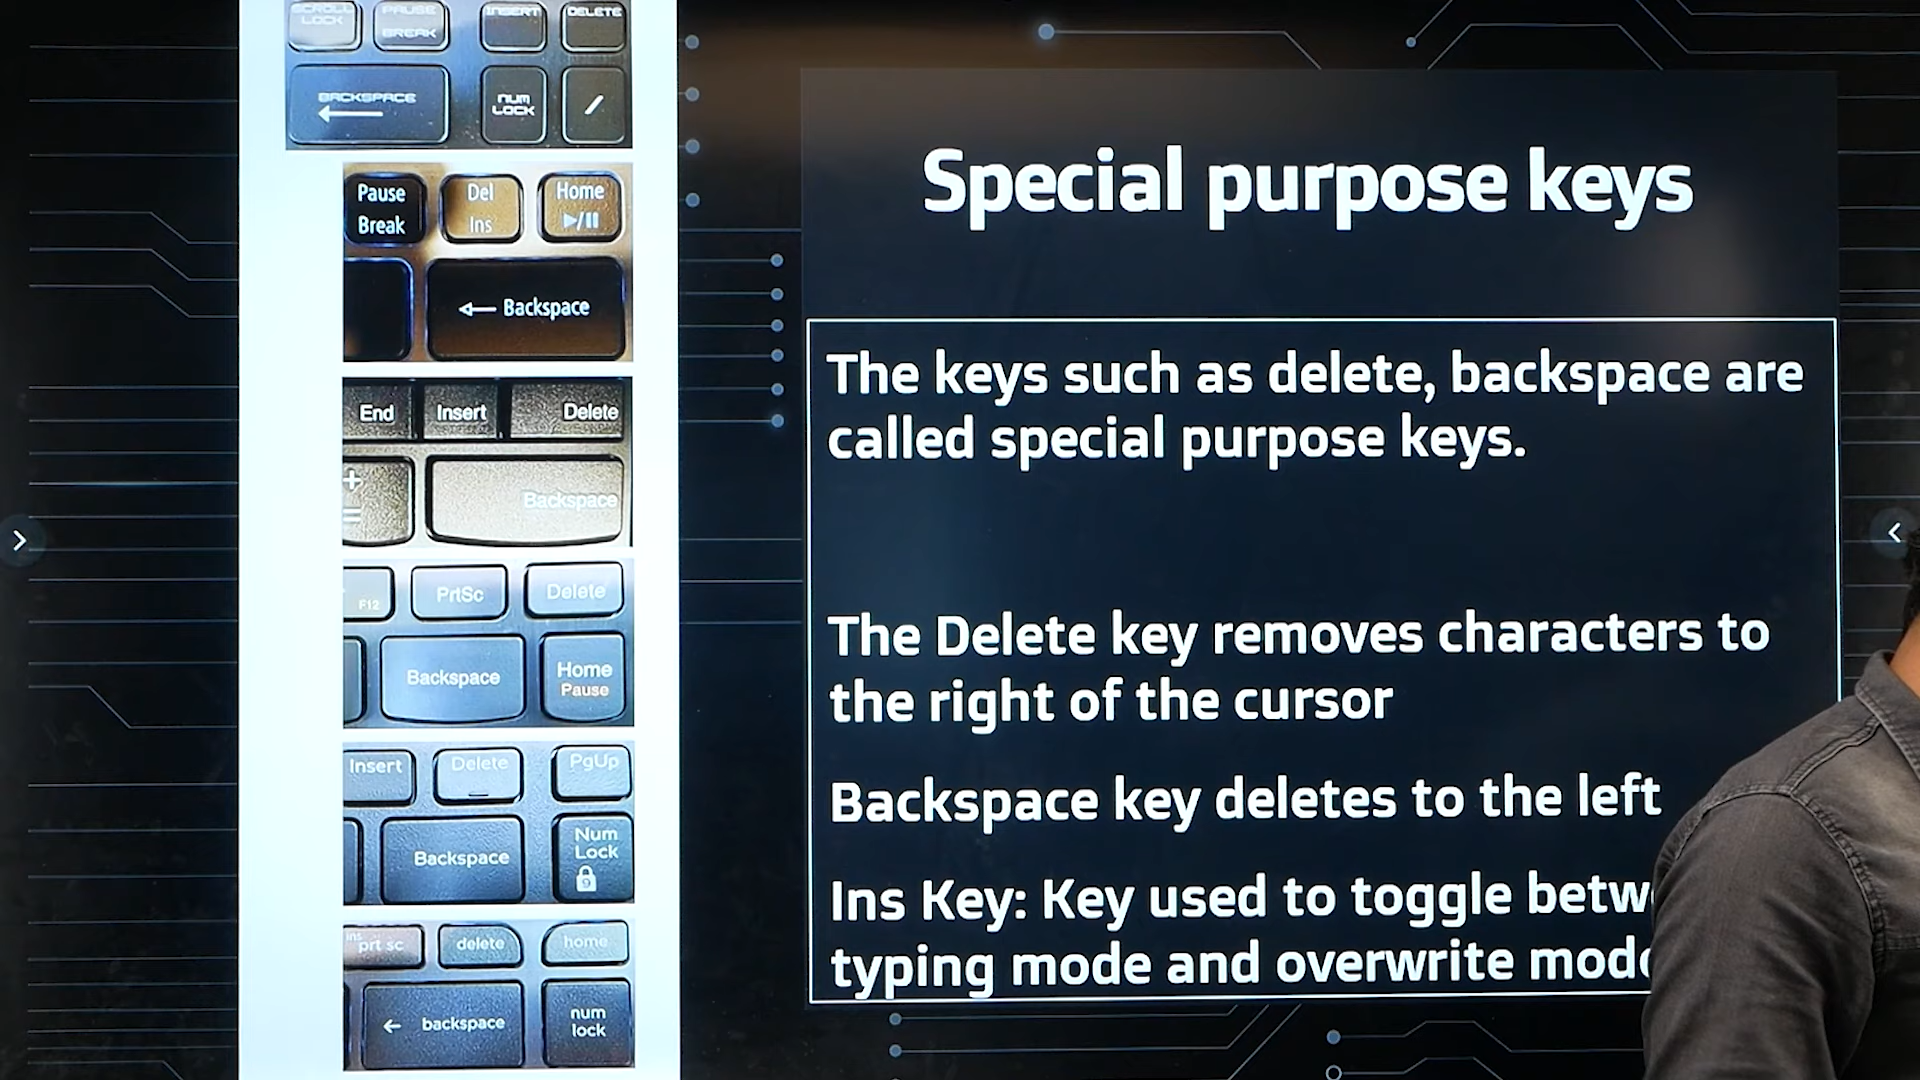 SCROLL LOCK
PAUSE BREAK
INSERT
DELETE
BACKSPACE
NUM LOCK
Pause Break
Del Ins
Home
Backspace
End
Insert
Delete
+
=
Backspace
F12
PrtSc
Delete
Backspace
Home
Pause
Insert
Delete
PgUp
Backspace
Num Lock
9
ins
prt sc
delete
home
backspace
num lock
Special purpose keys
The keys such as delete, backspace are
called special purpose keys.
The Delete key removes characters to
the right of the cursor
Backspace key deletes to the left
Ins Key: Key used to toggle
typing mode and overwrite